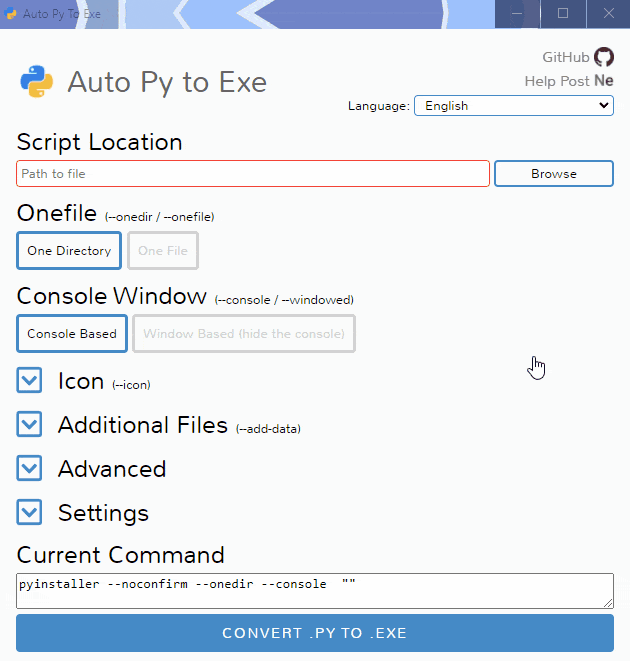 Auto Py To Exe
GitHub
Auto Py to Exe
Help Post Ne
Language: English
Script Location
Path to file
Browse
Onefile (--onedir / --onefile)
One Directory
One File
Console Window (--console / --windowed)
Console Based
Window Based (hide the console)
Icon (--icon)
Additional Files (--add-data)
Advanced
Settings
Current Command
pyinstaller --noconfirm --onedir --console  ""
CONVERT .PY TO .EXE